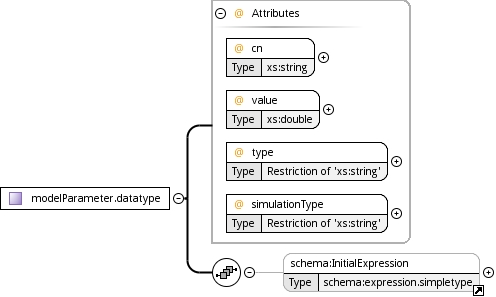 @ Attributes
@ cn
Type xs:string
@ value
Type xs:double
@ type
Type Restriction of 'xs:string'
@ simulationType
Type Restriction of 'xs:string'
modelParameter.datatype
schema:InitialExpression
Type schema:expression.simpletype